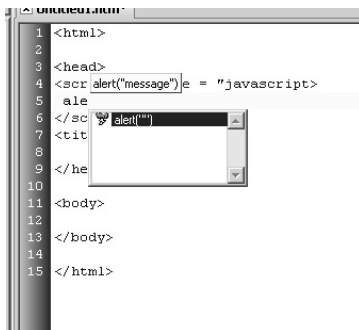 Untitled1.htm*
1 <html>
2
3 <head>
4 <scr alert("message") e = "javascript>
5 ale
6 </sc alert("")
7 <tit
8
9 </he
10
11 <body>
12
13 </body>
14
15 </html>